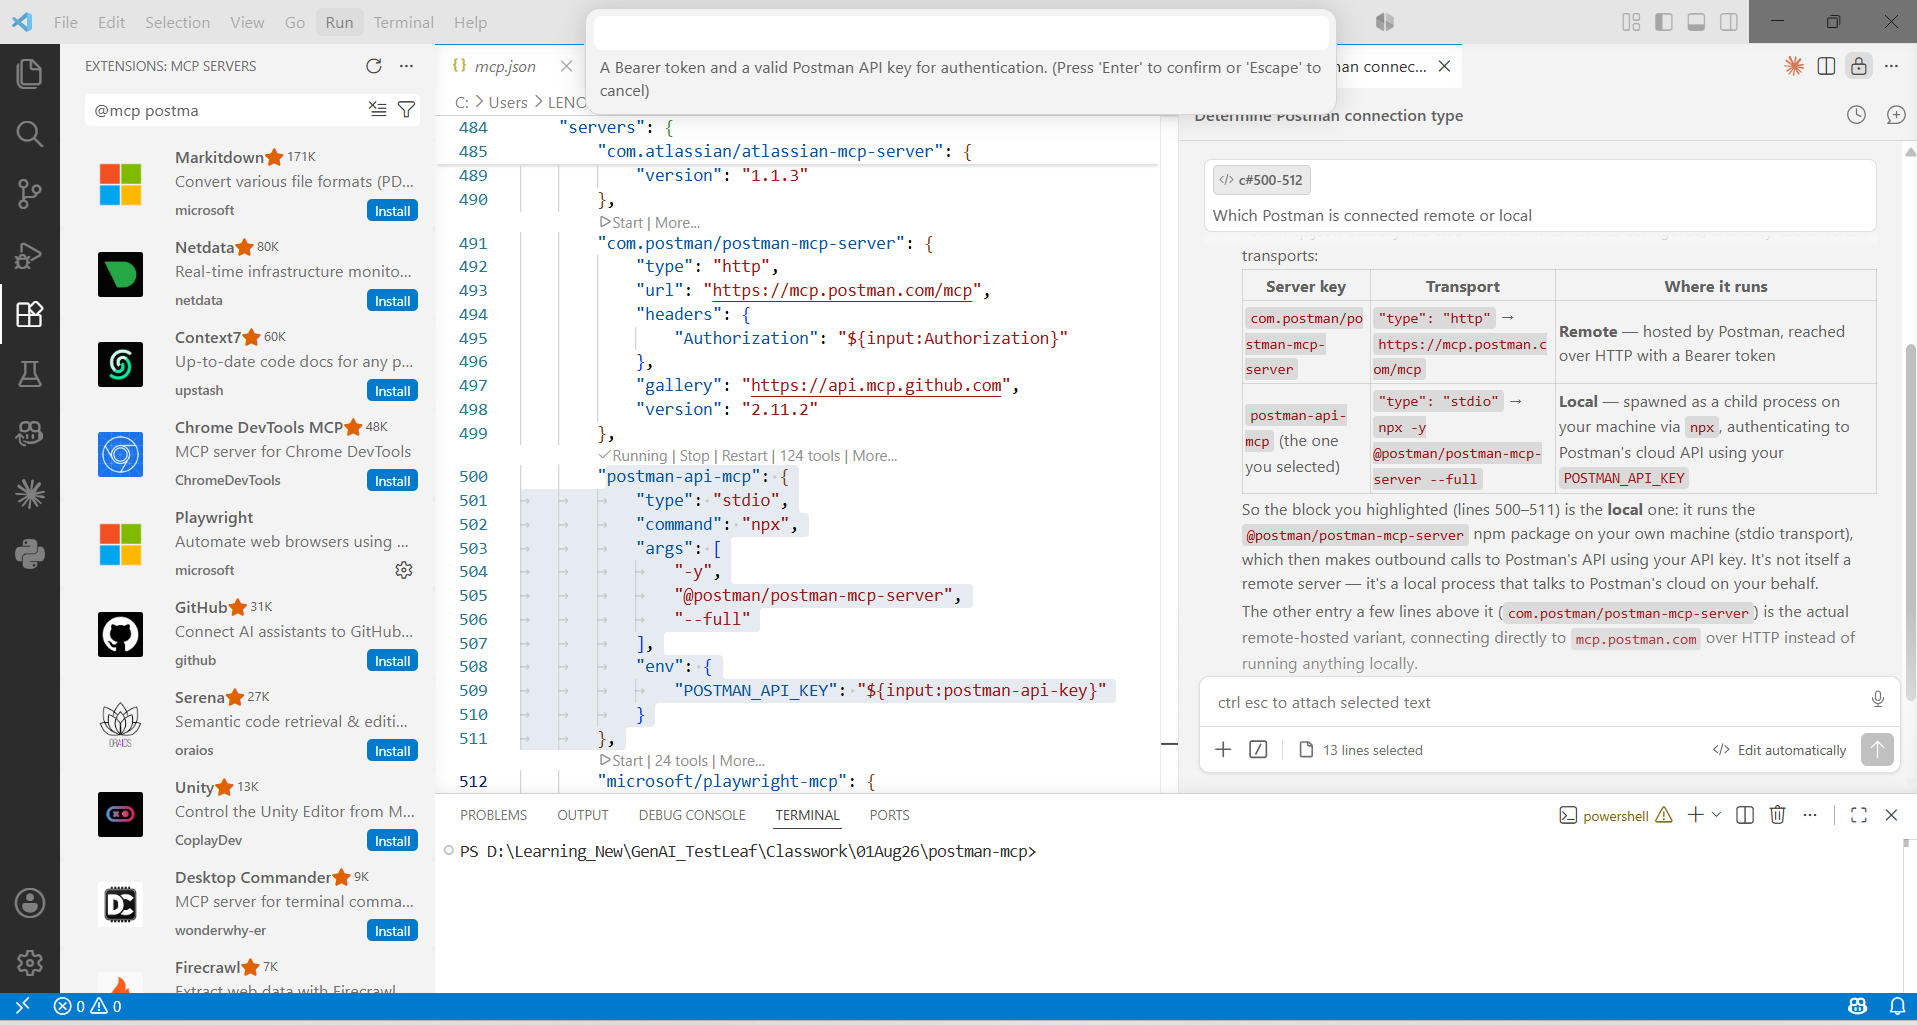 File Edit Selection View Go Run Terminal Help
A Bearer token and a valid Postman API key for authentication. (Press 'Enter' to confirm or 'Escape' to
cancel)
EXTENSIONS: MCP SERVERS
@mcp postma
Markitdown 171K
Convert various file formats (PD...
microsoft Install
Netdata 80K
Real-time infrastructure monito...
netdata Install
Context7 60K
Up-to-date code docs for any p...
upstash Install
Chrome DevTools MCP 48K
MCP server for Chrome DevTools
ChromeDevTools Install
Playwright
Automate web browsers using ...
microsoft
GitHub 31K
Connect AI assistants to GitHub...
github Install
Serena 27K
Semantic code retrieval & editi...
ORAIOS
oraios Install
Unity 13K
Control the Unity Editor from M...
CoplayDev Install
Desktop Commander 9K
MCP server for terminal comma...
DC
wonderwhy-er Install
Firecrawl 7K
Extract web data with Firecrawl
{} mcp.json
C: > Users > LENO
484 "servers": {
485 "com.atlassian/atlassian-mcp-server": {
489 "version": "1.1.3"
490 },
Start | More...
491 "com.postman/postman-mcp-server": {
492 "type": "http",
493 "url": "https://mcp.postman.com/mcp",
494 "headers": {
495 "Authorization": "${input:Authorization}"
496 },
497 "gallery": "https://api.mcp.github.com",
498 "version": "2.11.2"
499 },
✓Running | Stop | Restart | 124 tools | More...
500 "postman-api-mcp": {
501 "type": "stdio",
502 "command": "npx",
503 "args": [
504 "-y",
505 "@postman/postman-mcp-server",
506 "--full"
507 ],
508 "env": {
509 "POSTMAN_API_KEY": "${input:postman-api-key}"
510 }
511 },
Start | 24 tools | More...
512 "microsoft/playwright-mcp": {
an connec...
Determine Postman connection type
c#500-512
Which Postman is connected remote or local
transports:
Server key Transport Where it runs
com.postman/postman-mcp-server "type": "http" → https://mcp.postman.com/mcp Remote — hosted by Postman, reached over HTTP with a Bearer token
postman-api-mcp (the one you selected) "type": "stdio" → npx -y @postman/postman-mcp-server --full Local — spawned as a child process on your machine via npx, authenticating to Postman's cloud API using your POSTMAN_API_KEY
So the block you highlighted (lines 500–511) is the local one: it runs the
@postman/postman-mcp-server npm package on your own machine (stdio transport),
which then makes outbound calls to Postman's API using your API key. It's not itself a
remote server — it's a local process that talks to Postman's cloud on your behalf.
The other entry a few lines above it (com.postman/postman-mcp-server) is the actual
remote-hosted variant, connecting directly to mcp.postman.com over HTTP instead of
running anything locally.
ctrl esc to attach selected text
13 lines selected
Edit automatically
PROBLEMS OUTPUT DEBUG CONSOLE TERMINAL PORTS
powershell
PS D:\Learning_New\GenAI_TestLeaf\Classwork\01Aug26\postman-mcp>
0 0